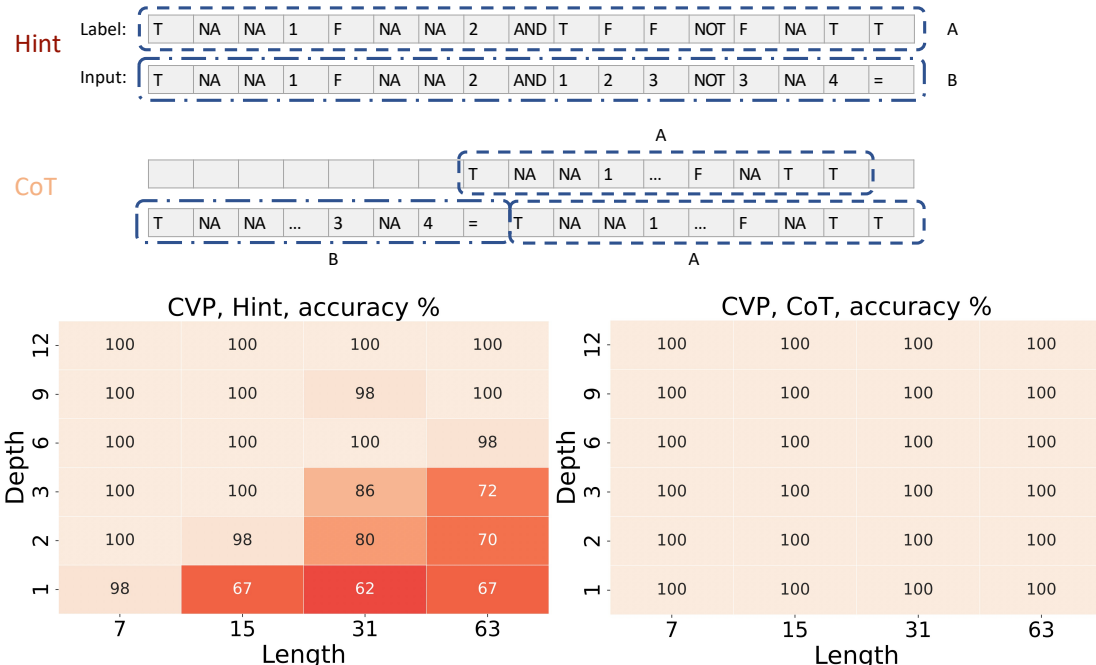 Hint
Label: T NA NA 1 F NA NA 2 AND T F F NOT F NA T T A
Input: T NA NA 1 F NA NA 2 AND 1 2 3 NOT 3 NA 4 = B
A
CoT
T NA NA 1 ... F NA T T
T NA NA ... 3 NA 4 = T NA NA 1 ... F NA T T
B A
CVP, Hint, accuracy %
Depth
12 100 100 100 100
9 100 100 98 100
6 100 100 100 98
3 100 100 86 72
2 100 98 80 70
1 98 67 62 67
7 15 31 63
Length
CVP, CoT, accuracy %
Depth
12 100 100 100 100
9 100 100 100 100
6 100 100 100 100
3 100 100 100 100
2 100 100 100 100
1 100 100 100 100
7 15 31 63
Length